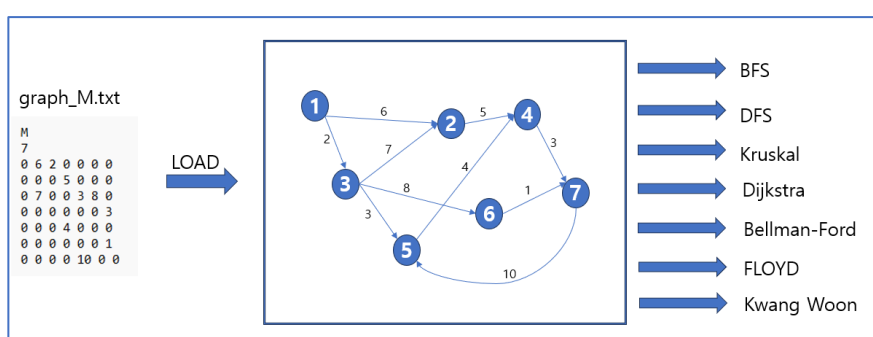 graph_M.txt
M
7
0 6 2 0 0 0 0
0 0 0 5 0 0 0
0 7 0 0 3 8 0
0 0 0 0 0 0 3
0 0 0 4 0 0 0
0 0 0 0 0 0 1
0 0 0 0 10 0 0
LOAD
1
6
2
5
4
2
7
4
3
3
8
1
7
6
3
5
10
BFS
DFS
Kruskal
Dijkstra
Bellman-Ford
FLOYD
Kwang Woon